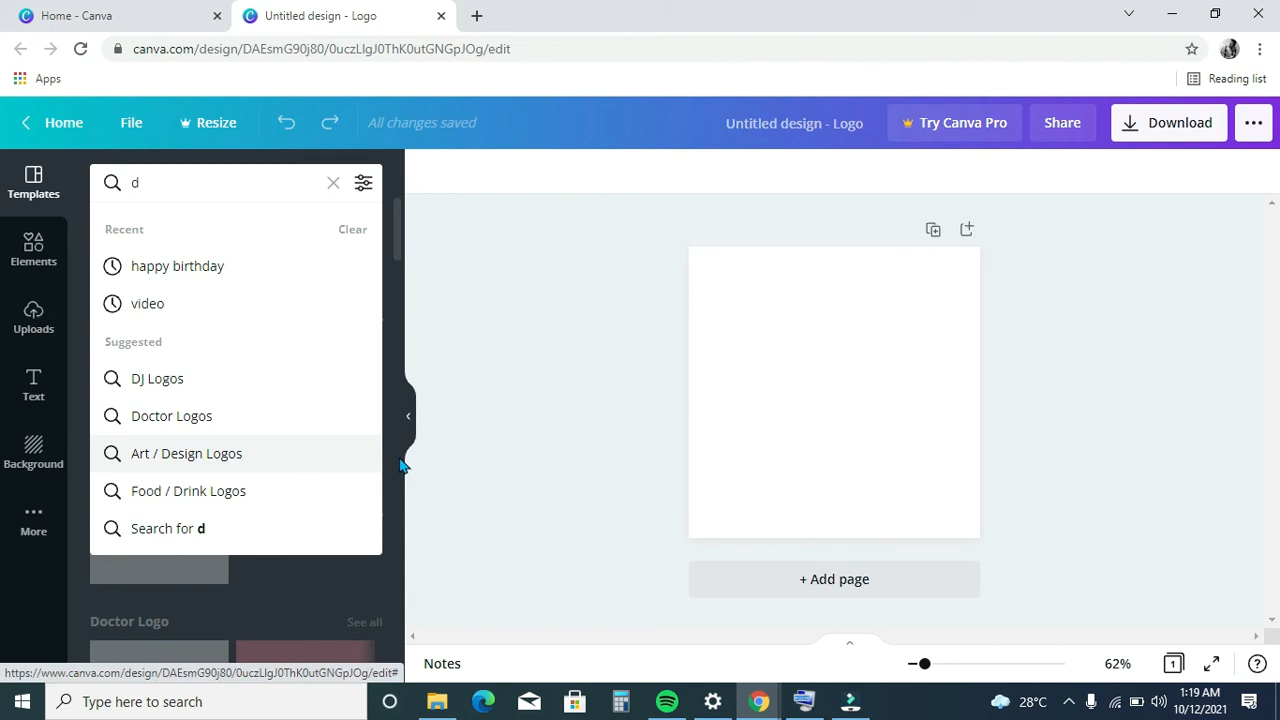 Home - Canva
Untitled design - Logo
canva.com/design/DAEsmG90j80/0uczLlgJ0ThK0utGNGpJOg/edit
Apps
Reading list
Home
File
Resize
All changes saved
Untitled design - Logo
Try Canva Pro
Share
Download
Templates
Elements
Uploads
Text
Background
More
d
Recent
Clear
happy birthday
video
Suggested
DJ Logos
Doctor Logos
Art / Design Logos
Food / Drink Logos
Search for d
Doctor Logo
See all
+ Add page
https://www.canva.com/design/DAEsmG90j80/0uczLlgJ0ThK0utGNGpJOg/edit#
Notes
62%
1
Type here to search
28°C
1:19 AM
10/12/2021